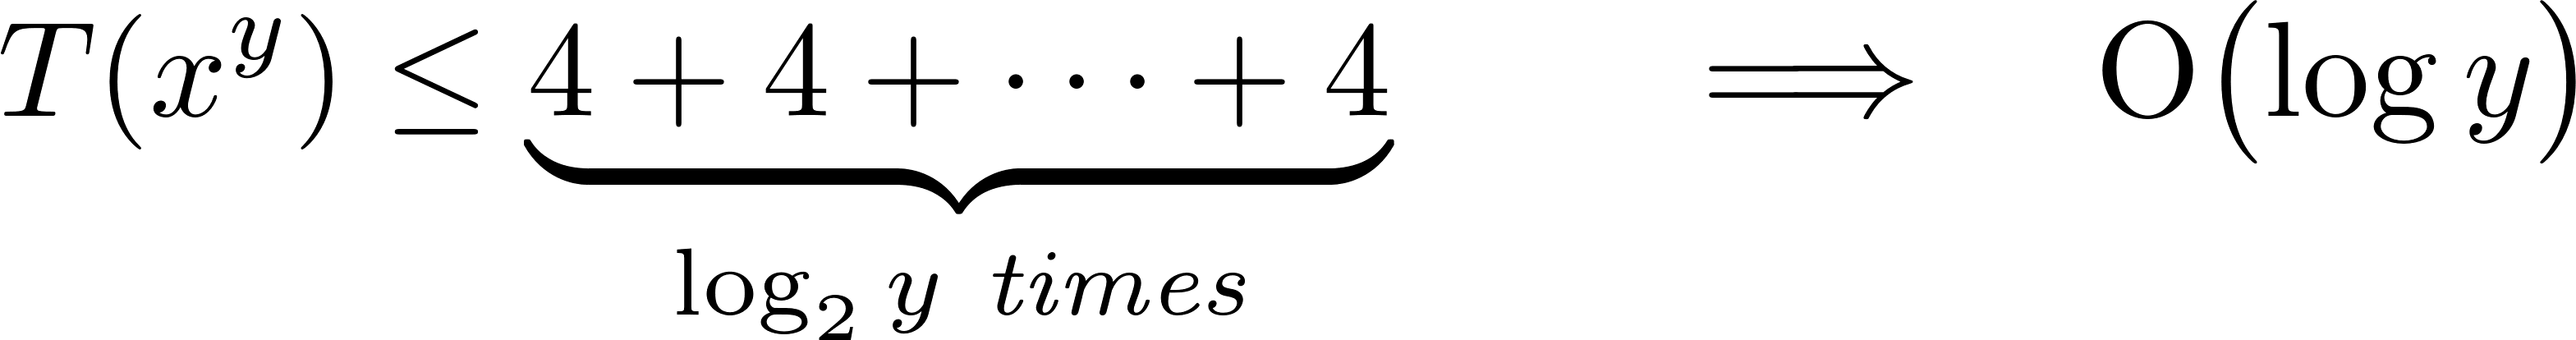 T(x^y) ≤ 4 + 4 + ··· + 4 ⟹ O(log y)
log₂ y times